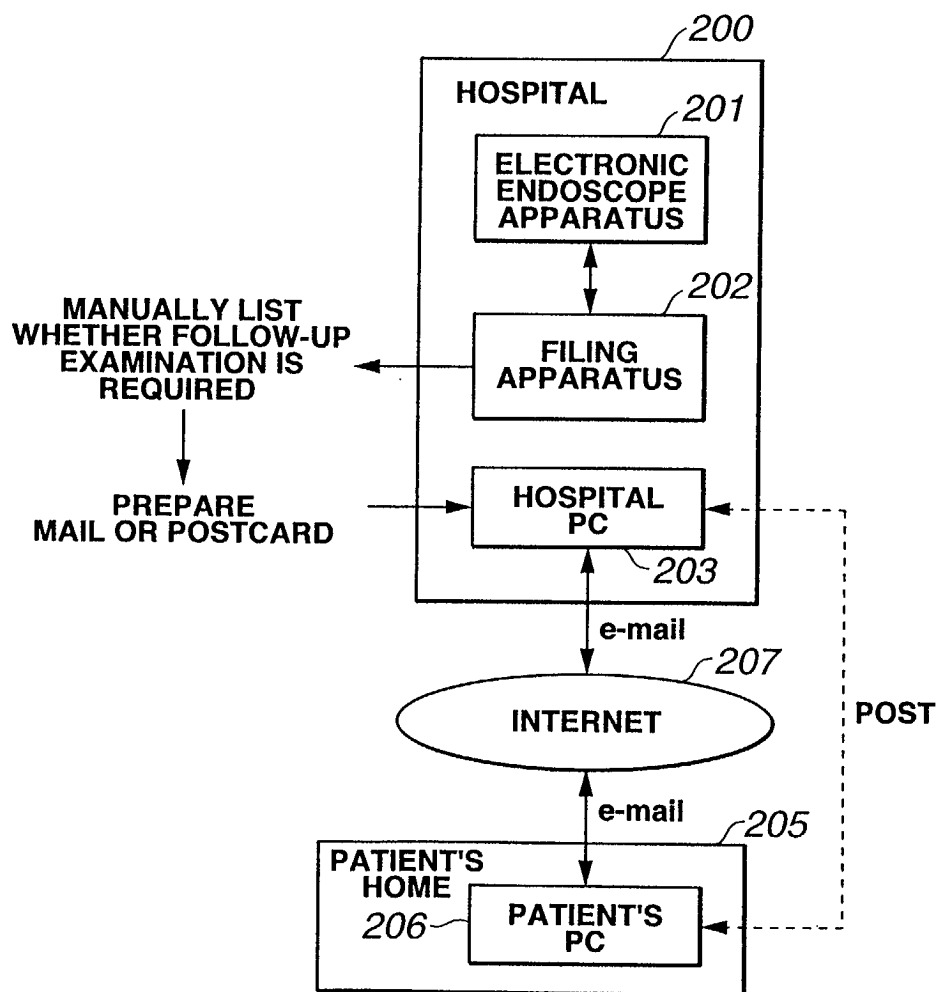 200
HOSPITAL
201
ELECTRONIC
ENDOSCOPE
APPARATUS
202
FILING
APPARATUS
MANUALLY LIST
WHETHER FOLLOW-UP
EXAMINATION IS
REQUIRED
PREPARE
MAIL OR POSTCARD
HOSPITAL
PC
203
e-mail
207
INTERNET
POST
e-mail
205
PATIENT'S
HOME
206
PATIENT'S
PC